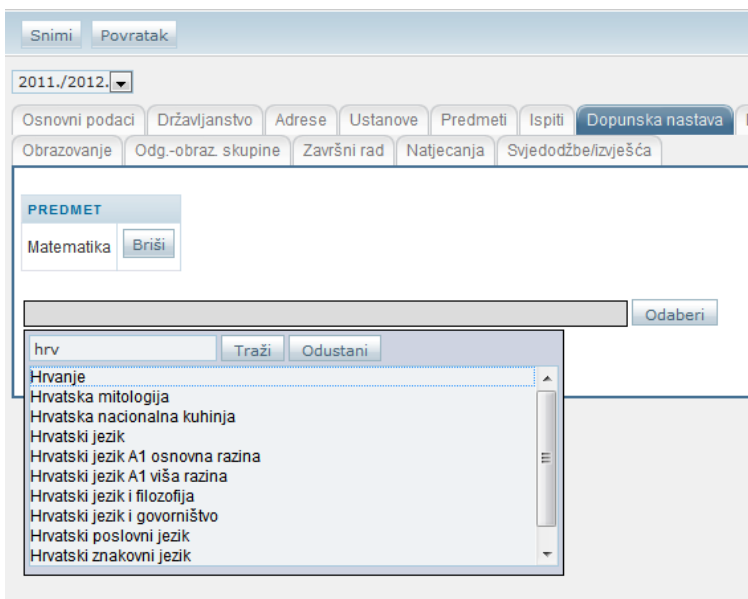 Snimi Povratak
2011./2012.
Osnovni podaci Državljanstvo Adrese Ustanove Predmeti Ispiti Dopunska nastava
Obrazovanje Odg.-obraz. skupine Završni rad Natjecanja Svjedodžbe/izvješća
PREDMET
Matematika Briši
Odaberi
hrv Traži Odustani
Hrvanje
Hrvatska mitologija
Hrvatska nacionalna kuhinja
Hrvatski jezik
Hrvatski jezik A1 osnovna razina
Hrvatski jezik A1 viša razina
Hrvatski jezik i filozofija
Hrvatski jezik i govorništvo
Hrvatski poslovni jezik
Hrvatski znakovni jezik